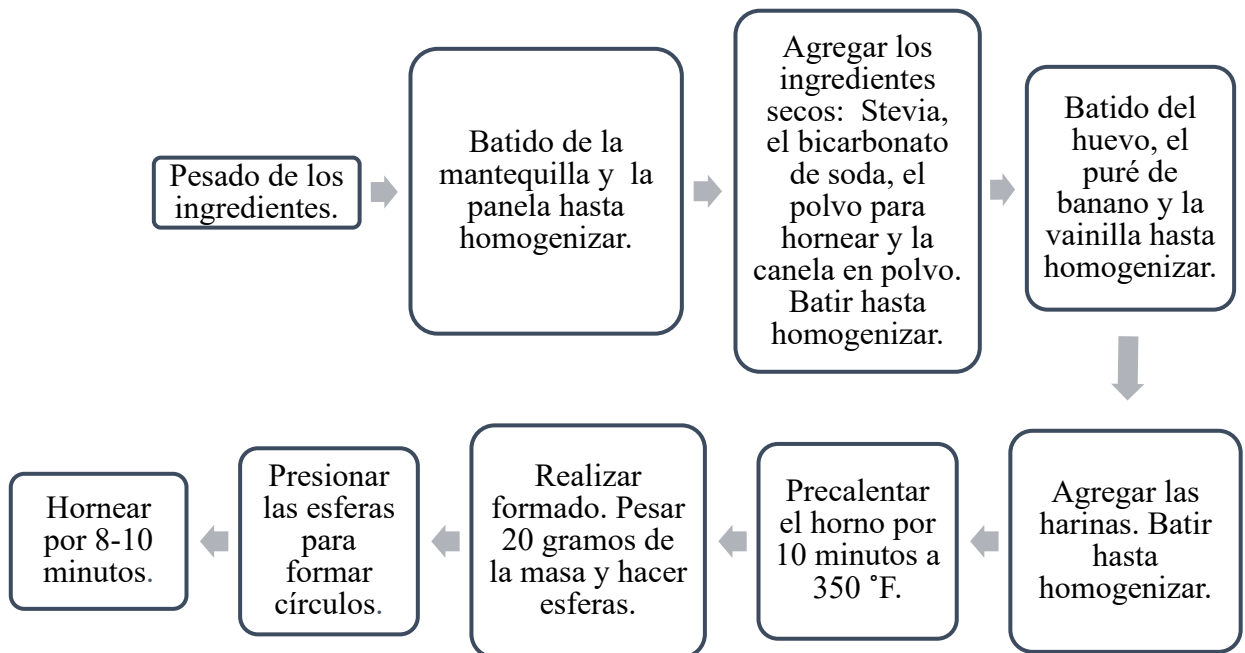 Pesado de los
ingredientes.
Batido de la
mantequilla y  la
panela hasta
homogenizar.
Agregar los
ingredientes
secos:  Stevia,
el bicarbonato
de soda, el
polvo para
hornear y la
canela en polvo.
Batir hasta
homogenizar.
Batido del
huevo, el
puré de
banano y la
vainilla hasta
homogenizar.
Agregar las
harinas. Batir
hasta
homogenizar.
Precalentar
el horno por
10 minutos a
350 ˚F.
Realizar
formado. Pesar
20 gramos de
la masa y hacer
esferas.
Presionar
las esferas
para
formar
círculos.
Hornear
por 8-10
minutos.